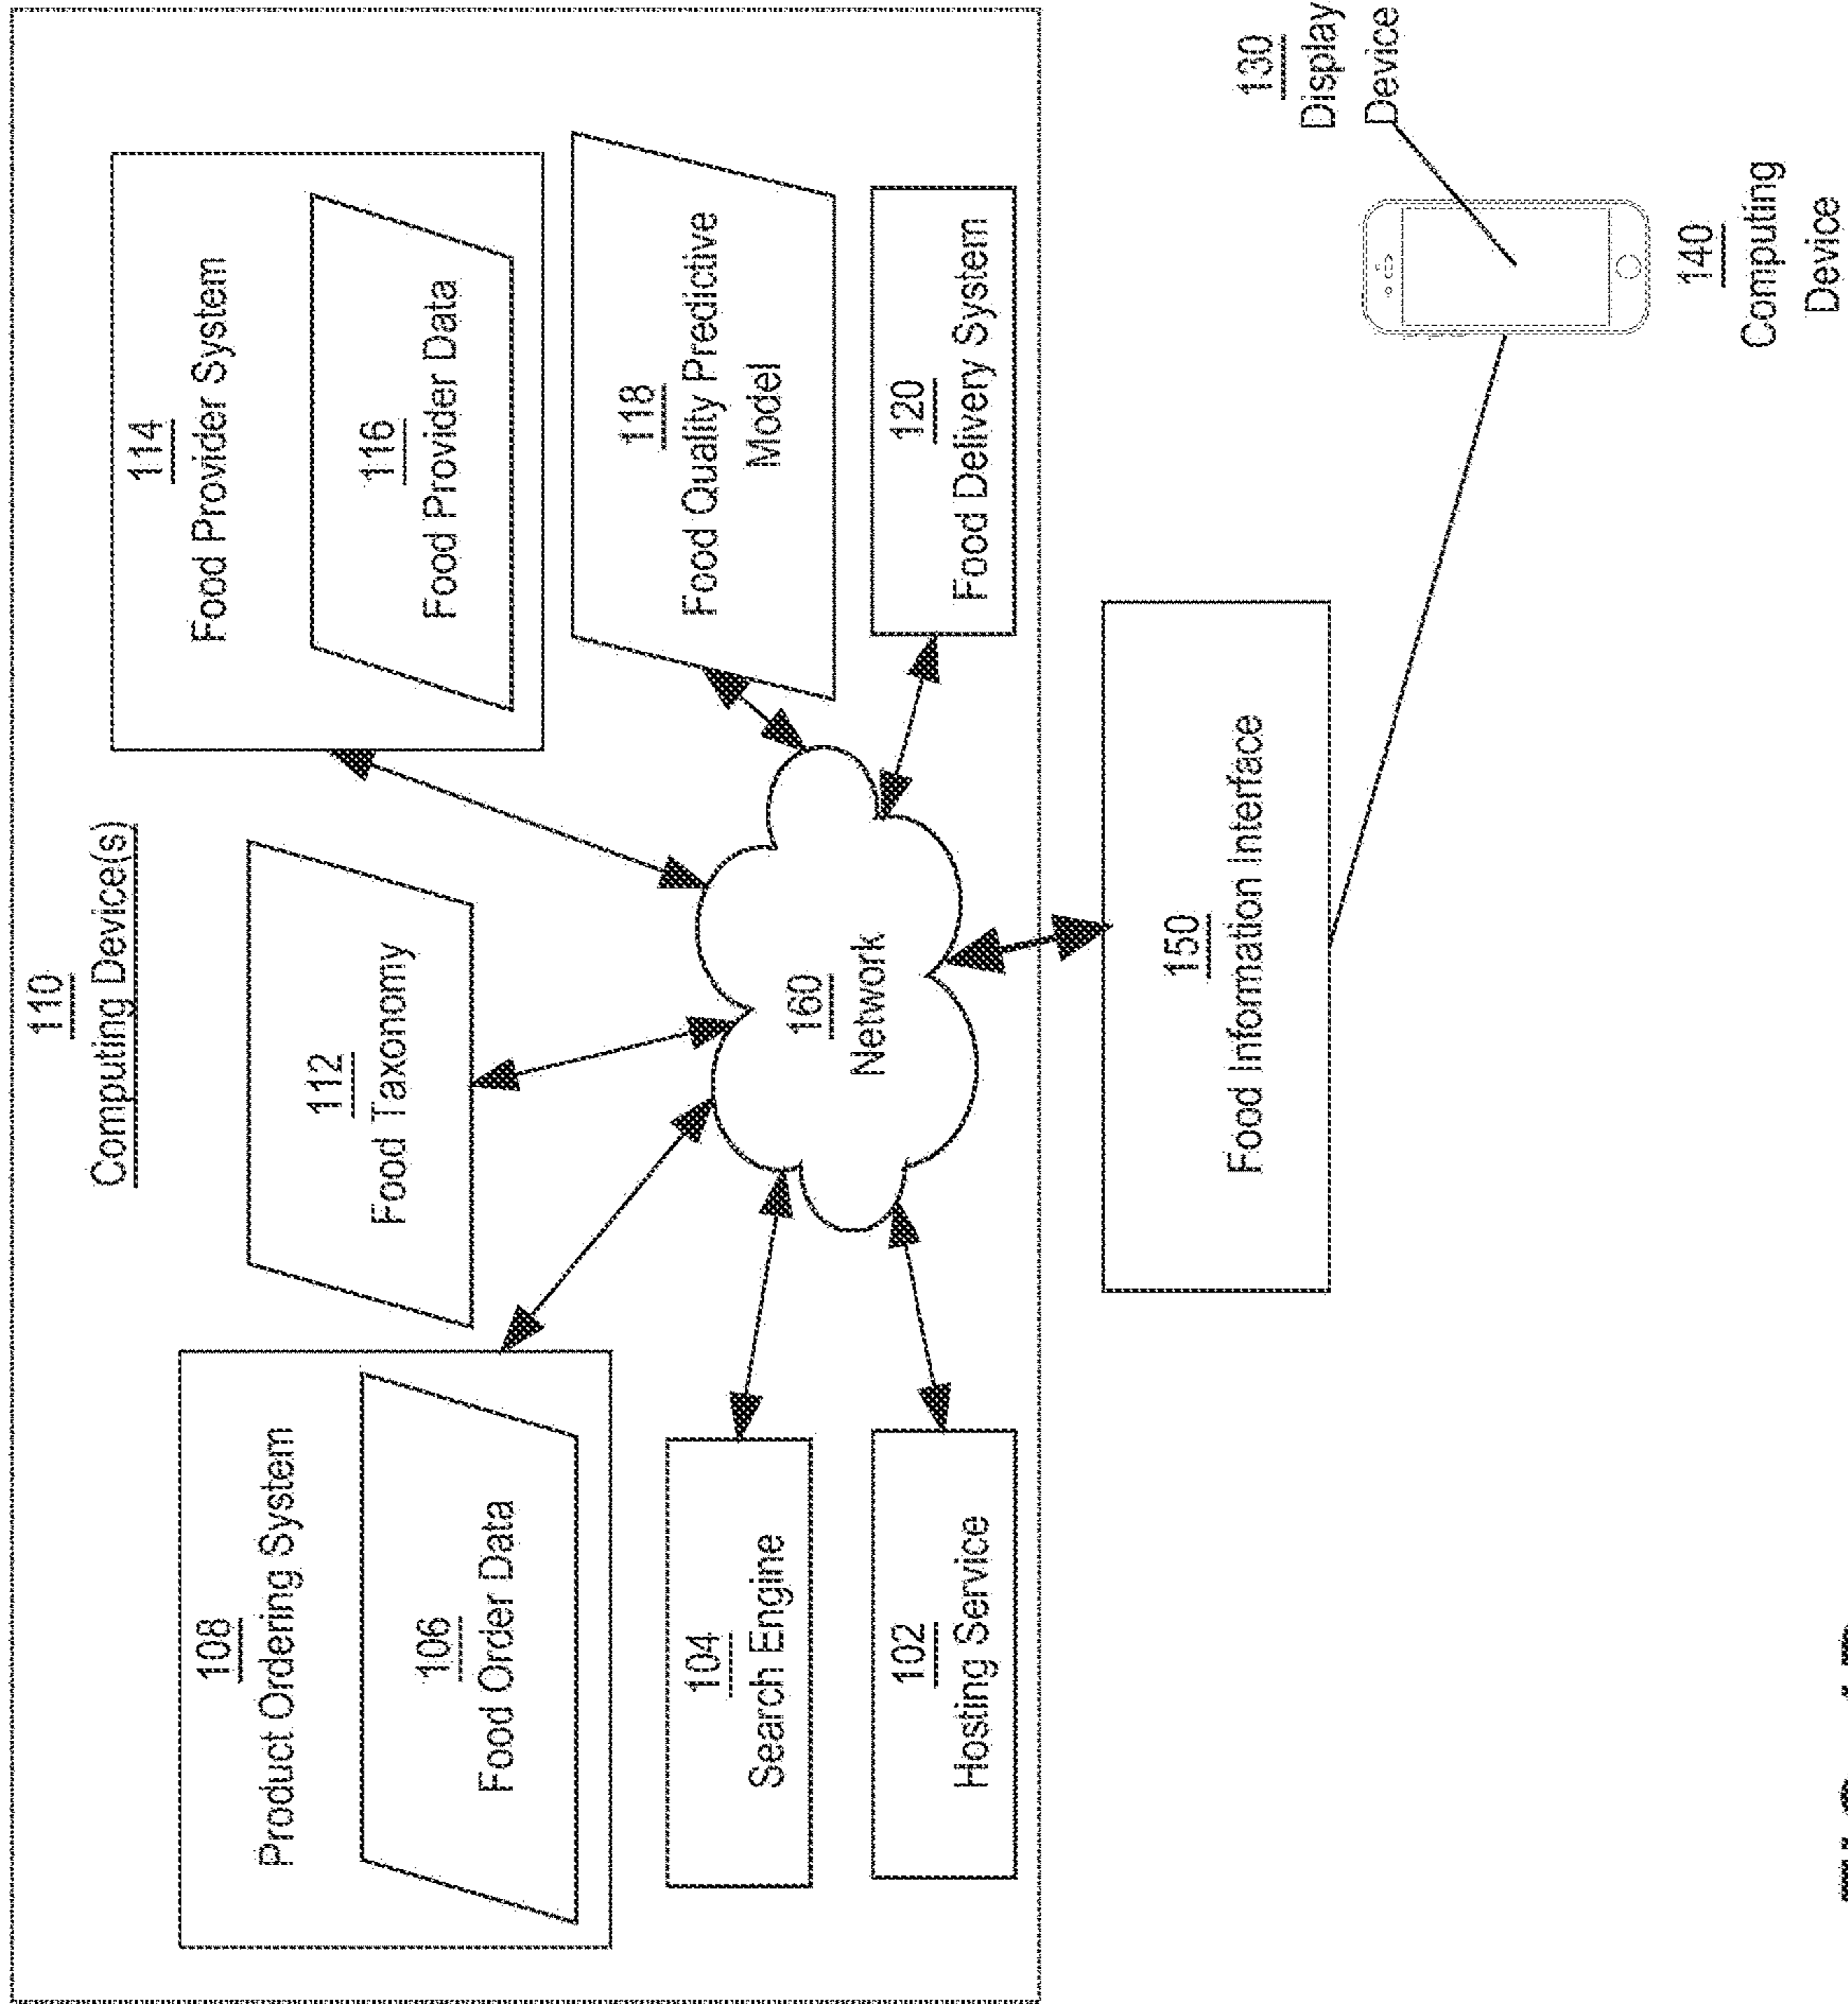 110
Computing Device(s)
108
Product Ordering System
106
Food Order Data
112
Food Taxonomy
114
Food Provider System
116
Food Provider Data
104
Search Engine
118
Food Quality Predictive
Model
102
Hosting Service
160
Network
120
Food Delivery System
150
Food Information Interface
130
Display
Device
140
Computing
Device